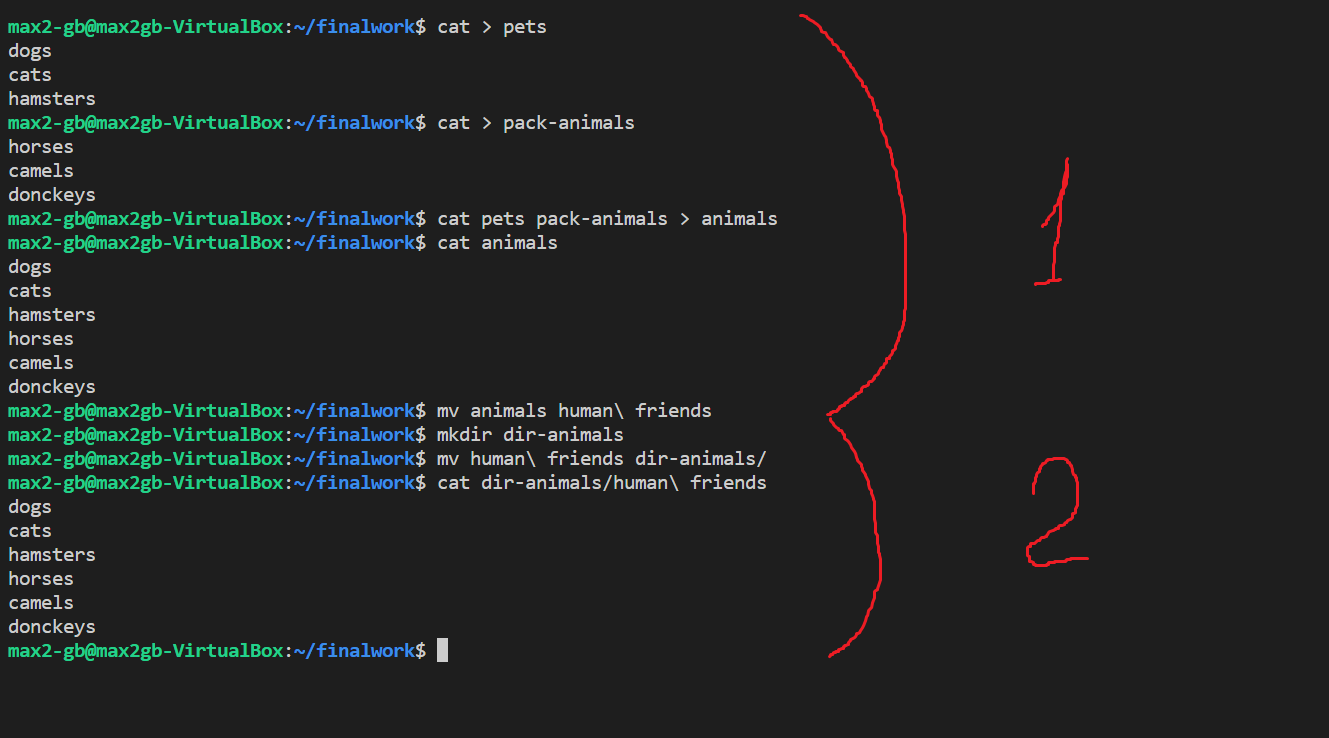 max2-gb@max2gb-VirtualBox:~/finalwork$ cat > pets
dogs
cats
hamsters
max2-gb@max2gb-VirtualBox:~/finalwork$ cat > pack-animals
horses
camels
donckeys
max2-gb@max2gb-VirtualBox:~/finalwork$ cat pets pack-animals > animals
max2-gb@max2gb-VirtualBox:~/finalwork$ cat animals
dogs
cats
hamsters
horses
camels
donckeys
1
max2-gb@max2gb-VirtualBox:~/finalwork$ mv animals human\ friends
max2-gb@max2gb-VirtualBox:~/finalwork$ mkdir dir-animals
max2-gb@max2gb-VirtualBox:~/finalwork$ mv human\ friends dir-animals/
max2-gb@max2gb-VirtualBox:~/finalwork$ cat dir-animals/human\ friends
dogs
cats
hamsters
horses
camels
donckeys
max2-gb@max2gb-VirtualBox:~/finalwork$
2